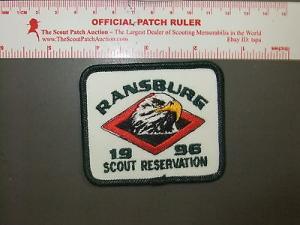 OFFICIAL PATCH RULER
The Scout Patch Auction - The Largest Dealer of Scouting Memorabilia in the World
www.TheScoutPatchAuction.com
Ebay ID: tspa
RANSBURG
19 96
SCOUT RESERVATION